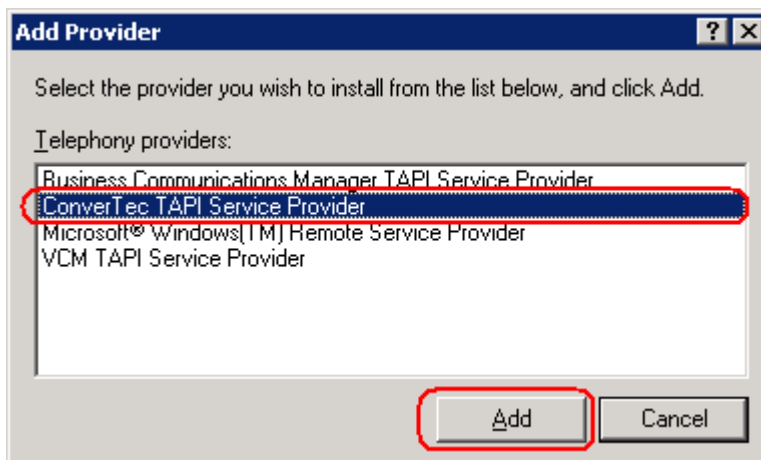 Add Provider
Select the provider you wish to install from the list below, and click Add.
Telephony providers:
Business Communications Manager TAPI Service Provider
ConverTec TAPI Service Provider
Microsoft® Windows(TM) Remote Service Provider
VCM TAPI Service Provider
Add Cancel